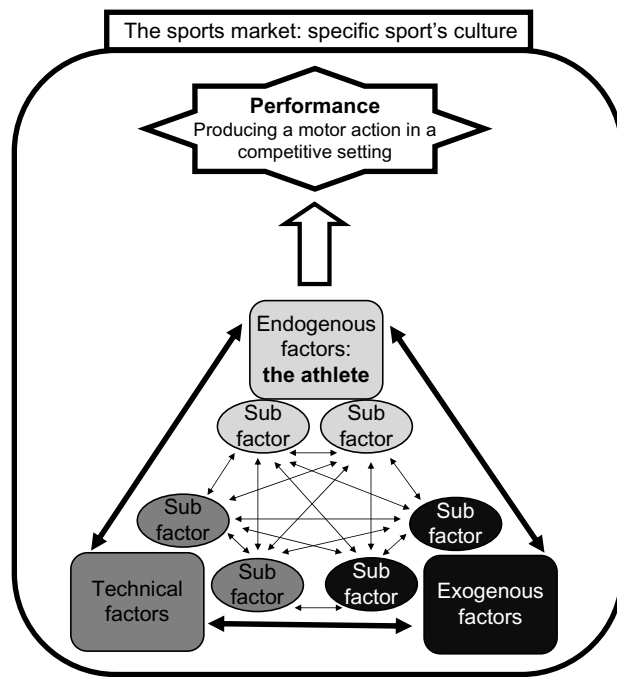 The sports market: specific sport's culture
Performance
Producing a motor action in a
competitive setting
Endogenous
factors:
the athlete
Sub
factor
Sub
factor
Sub
factor
Sub
factor
Sub
factor
Sub
factor
Technical
factors
Exogenous
factors